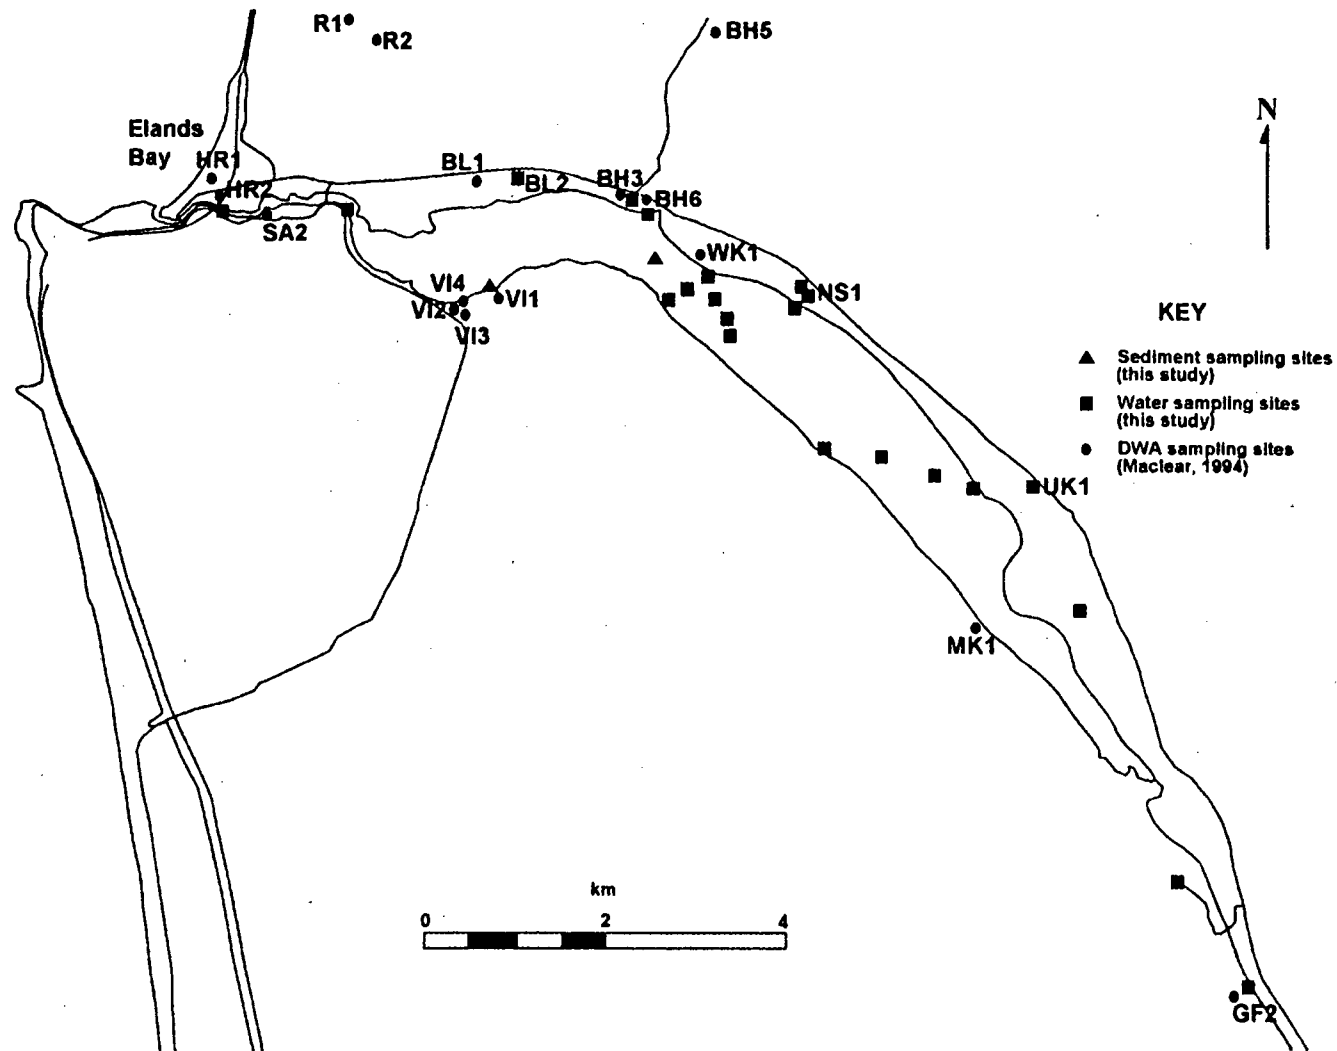 R1
R2
BH5
N
Elands
Bay
HR1
BL1
BL2
BH3
HR2
BH6
SA2
WK1
VI4
VI1
NS1
VI2
VI3
KEY
Sediment sampling sites
(this study)
Water sampling sites
(this study)
DWA sampling sites
(Maclear, 1994)
UK1
MK1
km
0 2 4
GF2